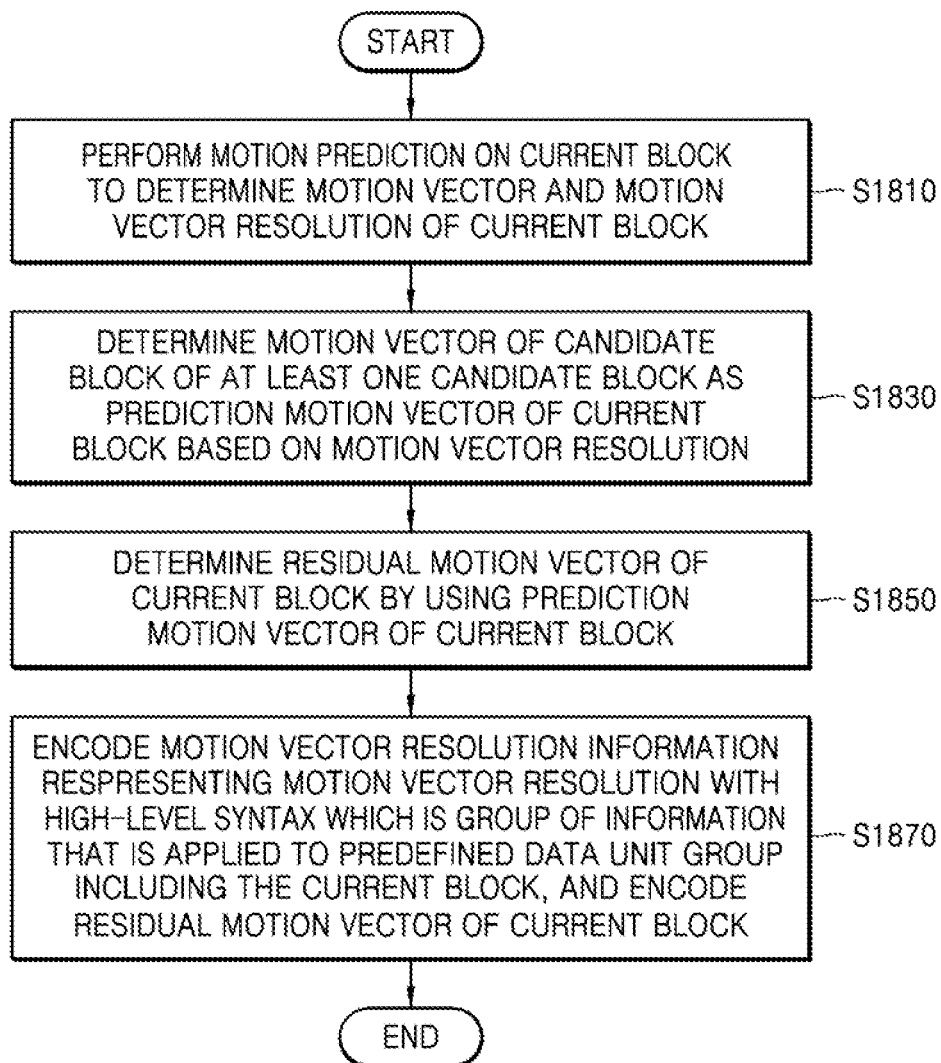 START
PERFORM MOTION PREDICTION ON CURRENT BLOCK
TO DETERMINE MOTION VECTOR AND MOTION
VECTOR RESOLUTION OF CURRENT BLOCK
S1810
DETERMINE MOTION VECTOR OF CANDIDATE
BLOCK OF AT LEAST ONE CANDIDATE BLOCK AS
PREDICTION MOTION VECTOR OF CURRENT
BLOCK BASED ON MOTION VECTOR RESOLUTION
S1830
DETERMINE RESIDUAL MOTION VECTOR OF
CURRENT BLOCK BY USING PREDICTION
MOTION VECTOR OF CURRENT BLOCK
S1850
ENCODE MOTION VECTOR RESOLUTION INFORMATION
RESPRESENTING MOTION VECTOR RESOLUTION WITH
HIGH-LEVEL SYNTAX WHICH IS GROUP OF INFORMATION
THAT IS APPLIED TO PREDEFINED DATA UNIT GROUP
INCLUDING THE CURRENT BLOCK, AND ENCODE
RESIDUAL MOTION VECTOR OF CURRENT BLOCK
S1870
END